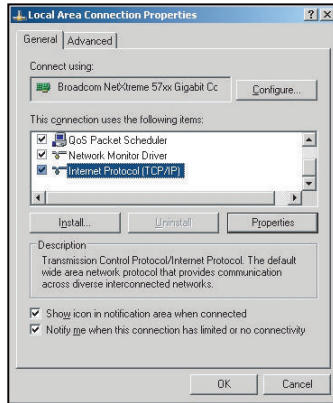 Local Area Connection Properties
General Advanced
Connect using:
Broadcom NetXtreme 57xx Gigabit Cc Configure...
This connection uses the following items:
QoS Packet Scheduler
Network Monitor Driver
Internet Protocol (TCP/IP)
Install... Uninstall Properties
Description
Transmission Control Protocol/Internet Protocol. The default
wide area network protocol that provides communication
across diverse interconnected networks.
Show icon in notification area when connected
Notify me when this connection has limited or no connectivity
OK Cancel